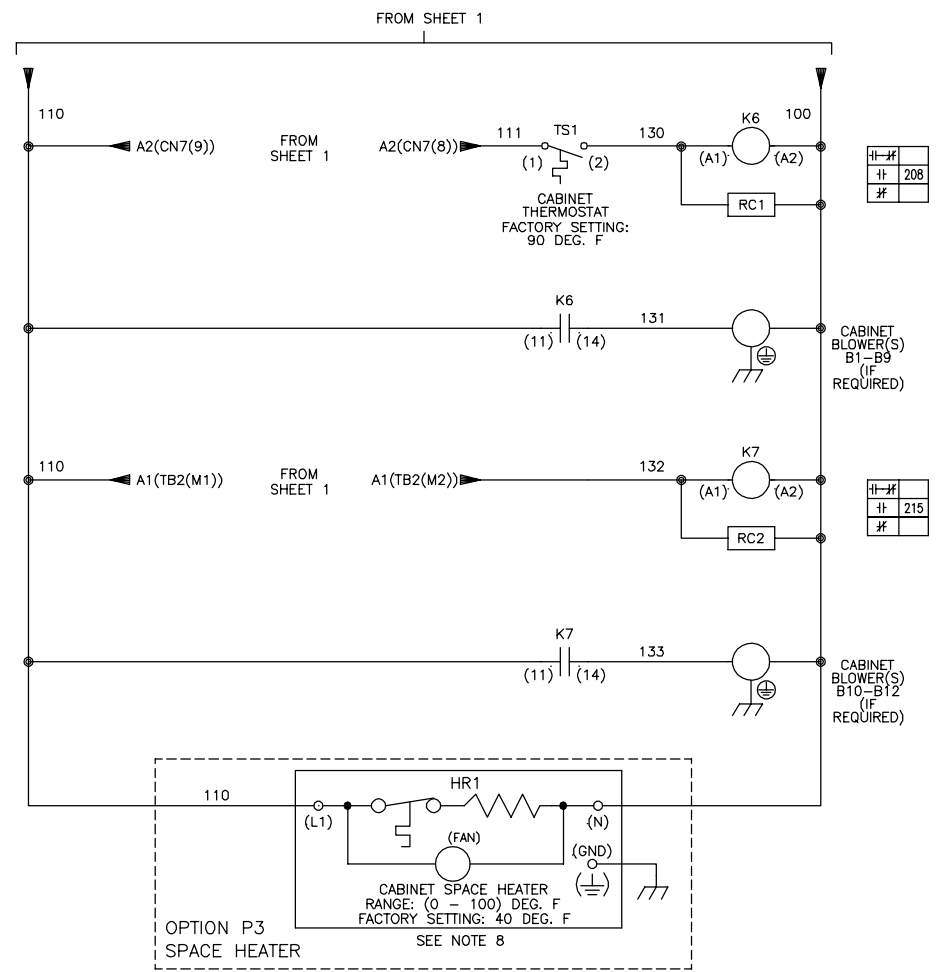 FROM SHEET 1
110
100
A2(CN7(9))
FROM
SHEET 1
A2(CN7(8))
111
TS1
(1)
(2)
130
K6
(A1)
(A2)
RC1
CABINET
THERMOSTAT
FACTORY SETTING:
90 DEG. F
208
K6
(11)
(14)
131
CABINET
BLOWER(S)
B1-B9
(IF
REQUIRED)
110
A1(TB2(M1))
FROM
SHEET 1
A1(TB2(M2))
132
K7
(A1)
(A2)
RC2
215
K7
(11)
(14)
133
CABINET
BLOWER(S)
B10-B12
(IF
REQUIRED)
110
HR1
(L1)
(N)
(FAN)
(GND)
CABINET SPACE HEATER
RANGE: (0 - 100) DEG. F
FACTORY SETTING: 40 DEG. F
SEE NOTE 8
OPTION P3
SPACE HEATER